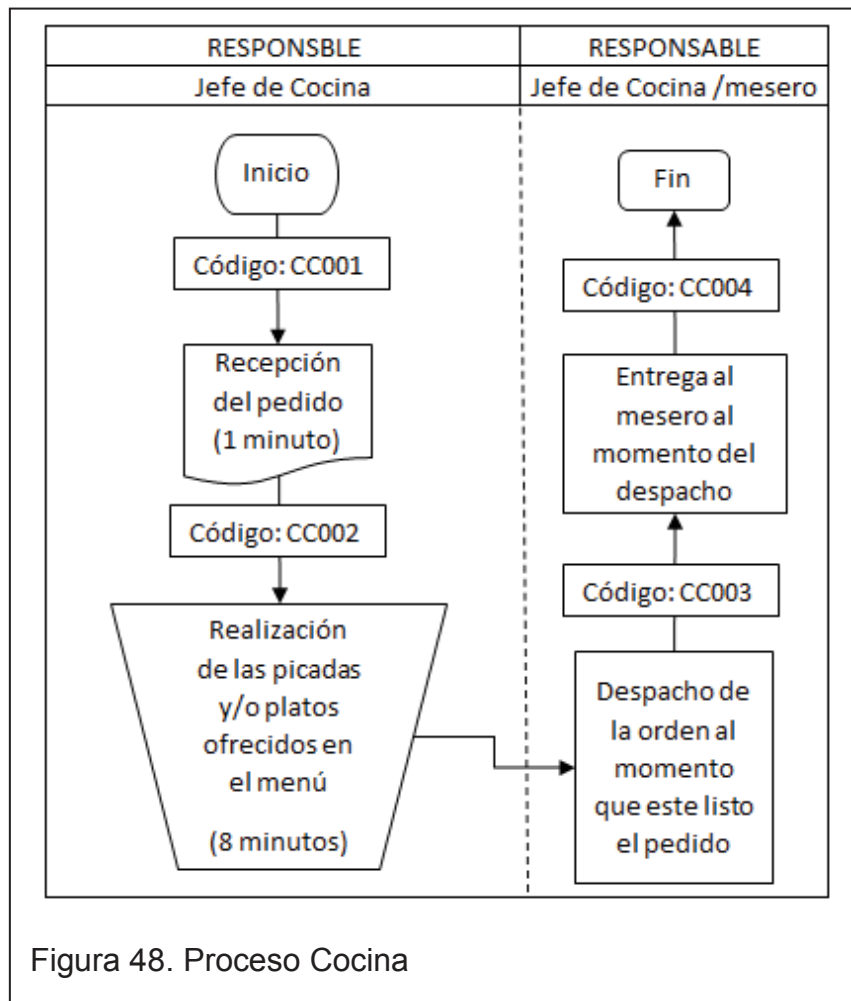 RESPONSBLE
Jefe de Cocina
Inicio
Código: CC001
Recepción
del pedido
(1 minuto)
Código: CC002
Realización
de las picadas
y/o platos
ofrecidos en
el menú
(8 minutos)
RESPONSABLE
Jefe de Cocina /mesero
Fin
Código: CC004
Entrega al
mesero al
momento del
despacho
Código: CC003
Despacho de
la orden al
momento
que este listo
el pedido
Figura 48. Proceso Cocina